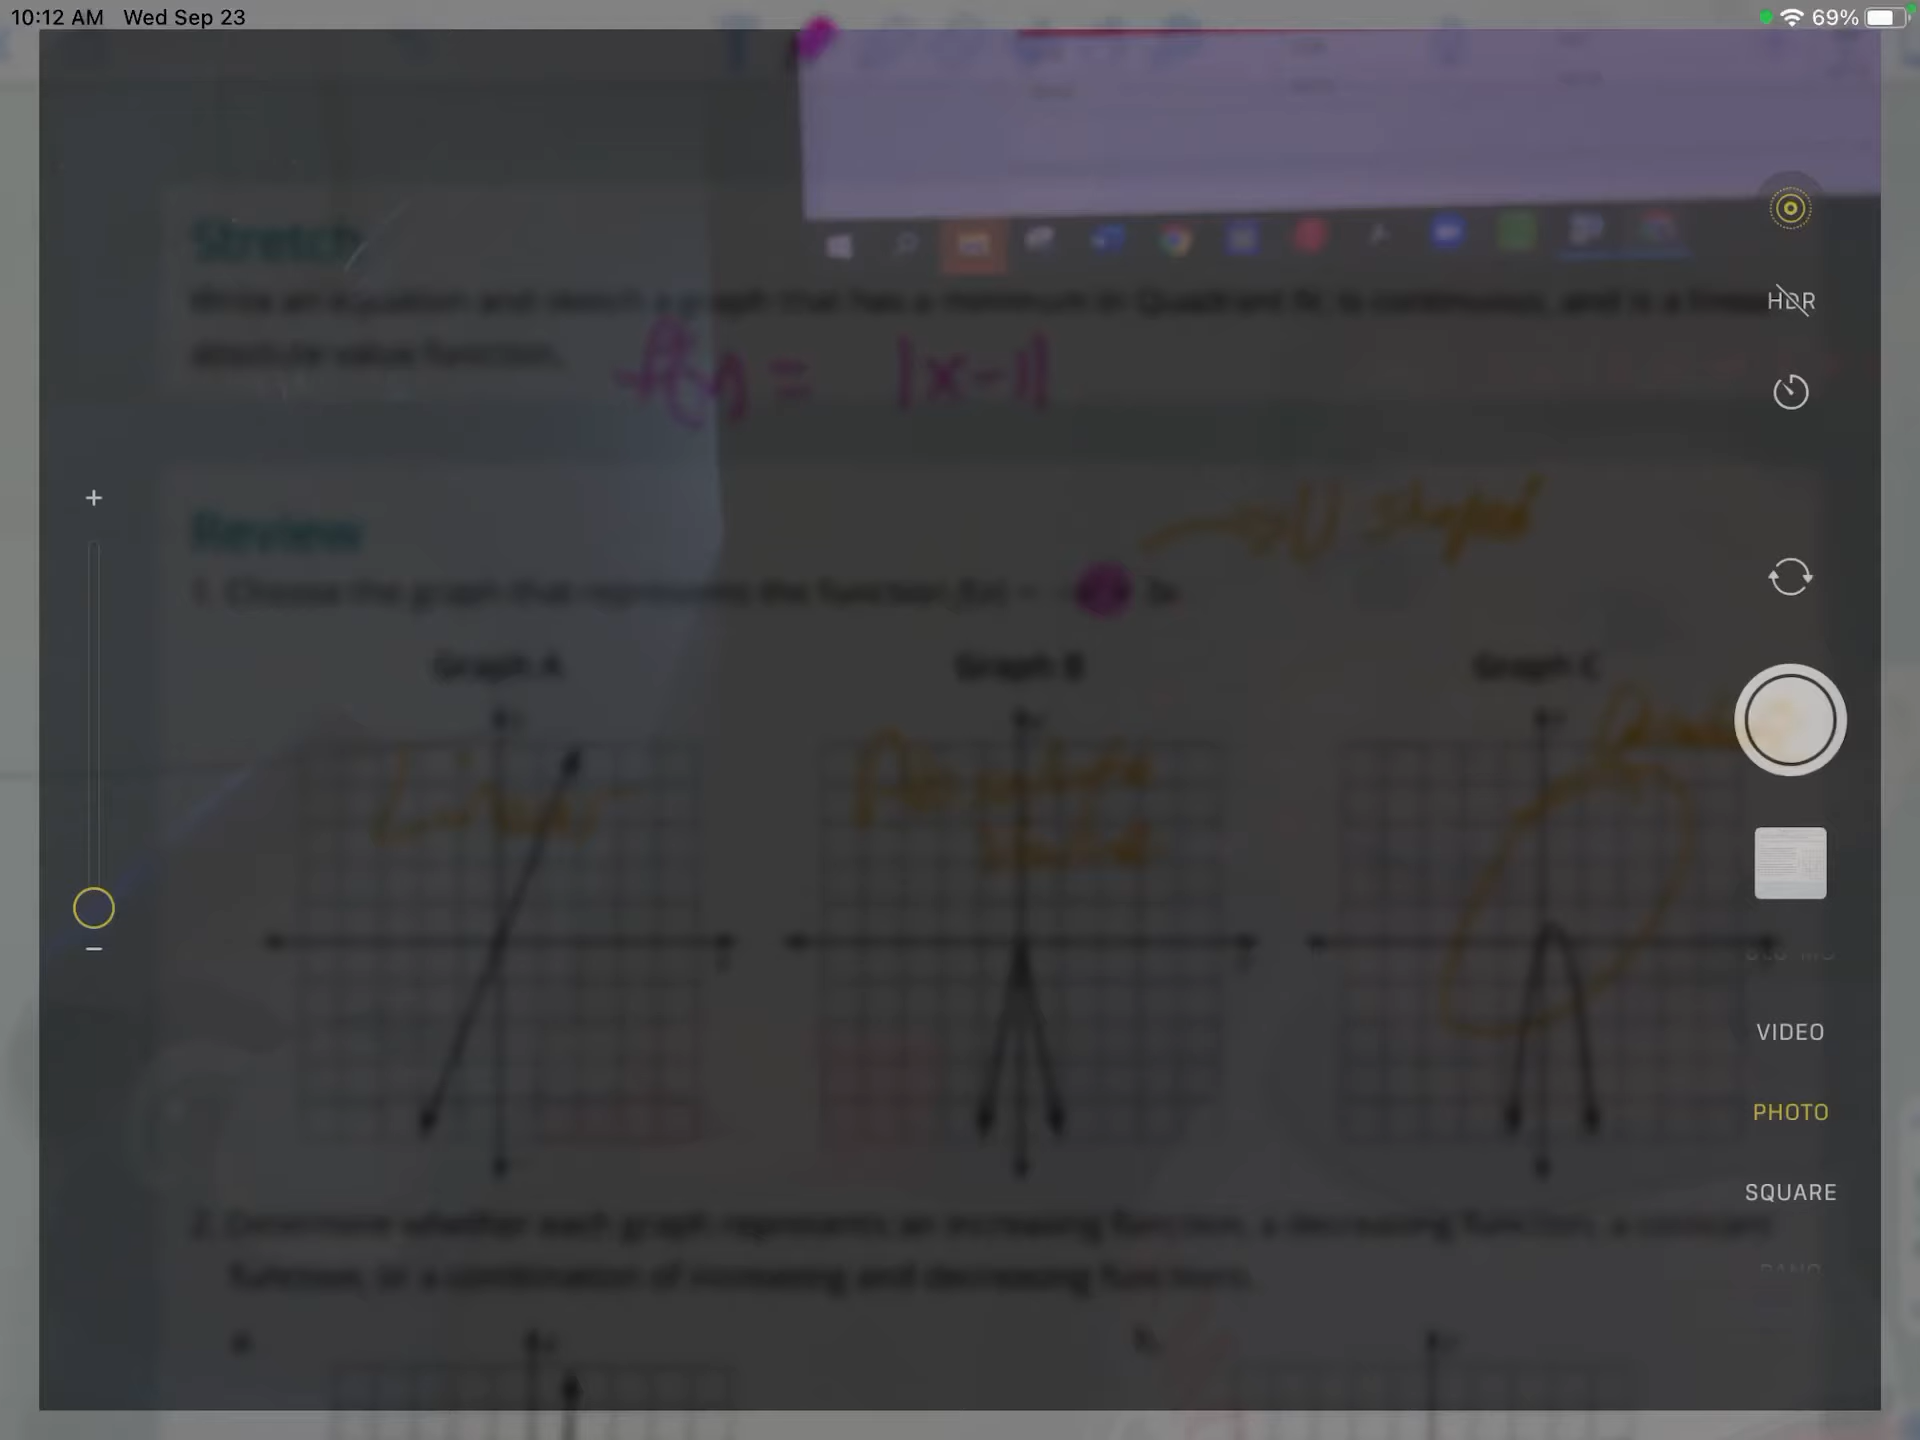 10:12 AM Wed Sep 23
69%
Stretch
HDR
Write an equation and sketch a graph that has a minimum in Quadrant IV, is continuous, and is a linear
absolute value function.
= |x-1|
Review
U shaped
1. Choose the graph that represents the function f(x) = 3x.
Graph A
Graph B
Graph C
Linear
Absolute
value
VIDEO
PHOTO
SQUARE
2. Determine whether each graph represents an increasing function, a decreasing function, a constant
function, or a combination of increasing and decreasing functions.
PANO
a.
b.